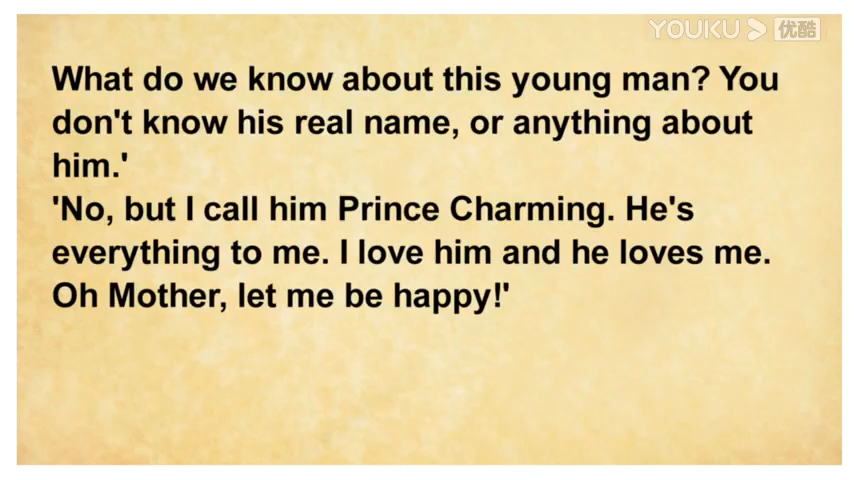 YOUKU 优酷
What do we know about this young man? You
don't know his real name, or anything about
him.'
'No, but I call him Prince Charming. He's
everything to me. I love him and he loves me.
Oh Mother, let me be happy!'